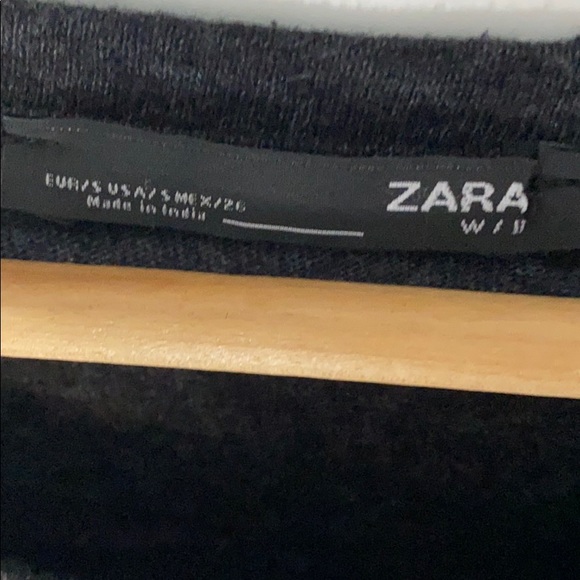 EUR/S USA/S MEX/26
Made in India
ZARA
W /